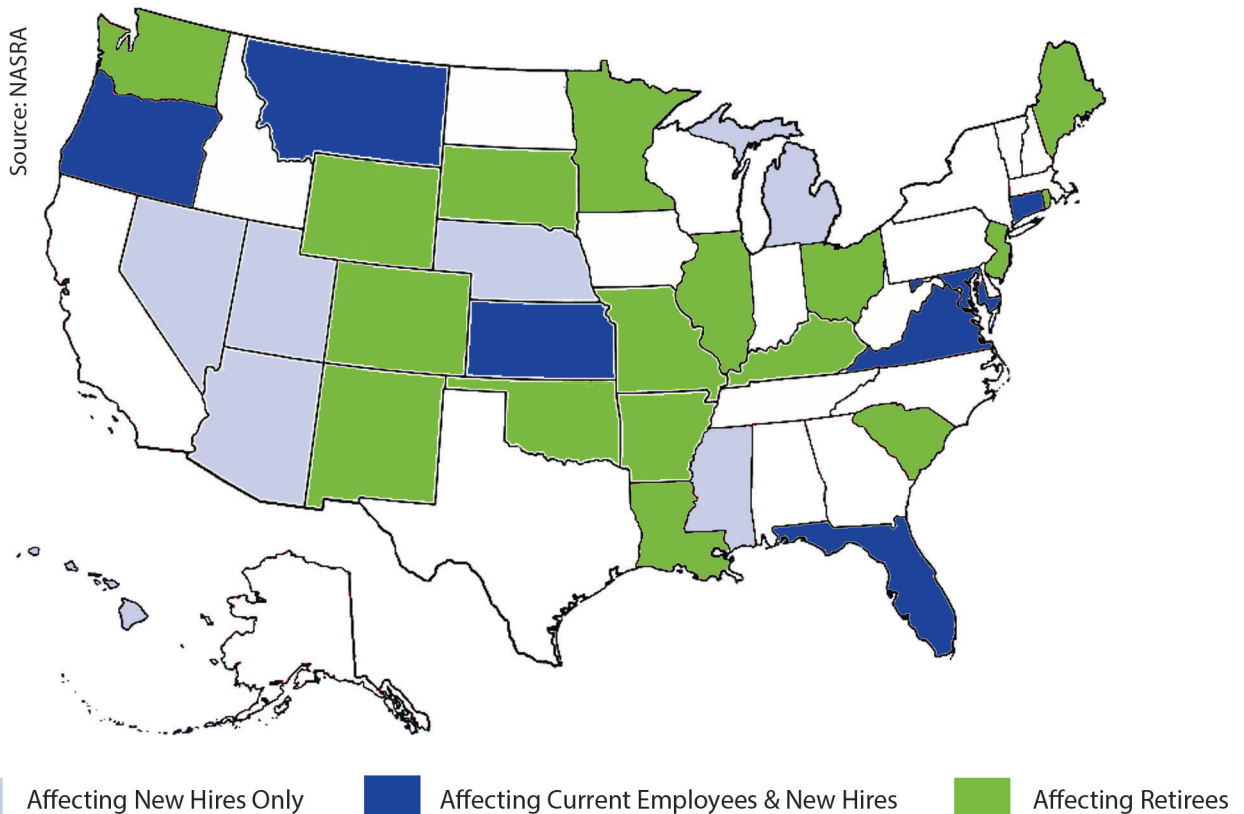 Source: NASRA
Affecting New Hires Only
Affecting Current Employees & New Hires
Affecting Retirees